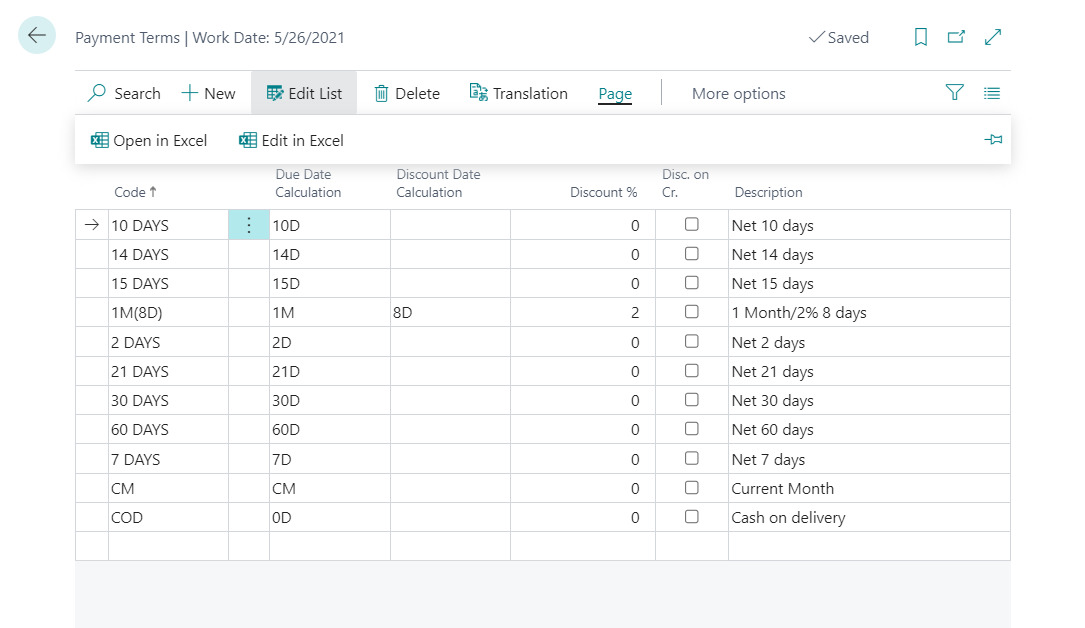 Payment Terms | Work Date: 5/26/2021 Saved
Search New Edit List Delete Translation Page More options
Open in Excel Edit in Excel
Code ↑ Due Date Calculation Discount Date Calculation Discount % Disc. on Cr. Description
10 DAYS 10D 0 Net 10 days
14 DAYS 14D 0 Net 14 days
15 DAYS 15D 0 Net 15 days
1M(8D) 1M 8D 2 1 Month/2% 8 days
2 DAYS 2D 0 Net 2 days
21 DAYS 21D 0 Net 21 days
30 DAYS 30D 0 Net 30 days
60 DAYS 60D 0 Net 60 days
7 DAYS 7D 0 Net 7 days
CM CM 0 Current Month
COD 0D 0 Cash on delivery